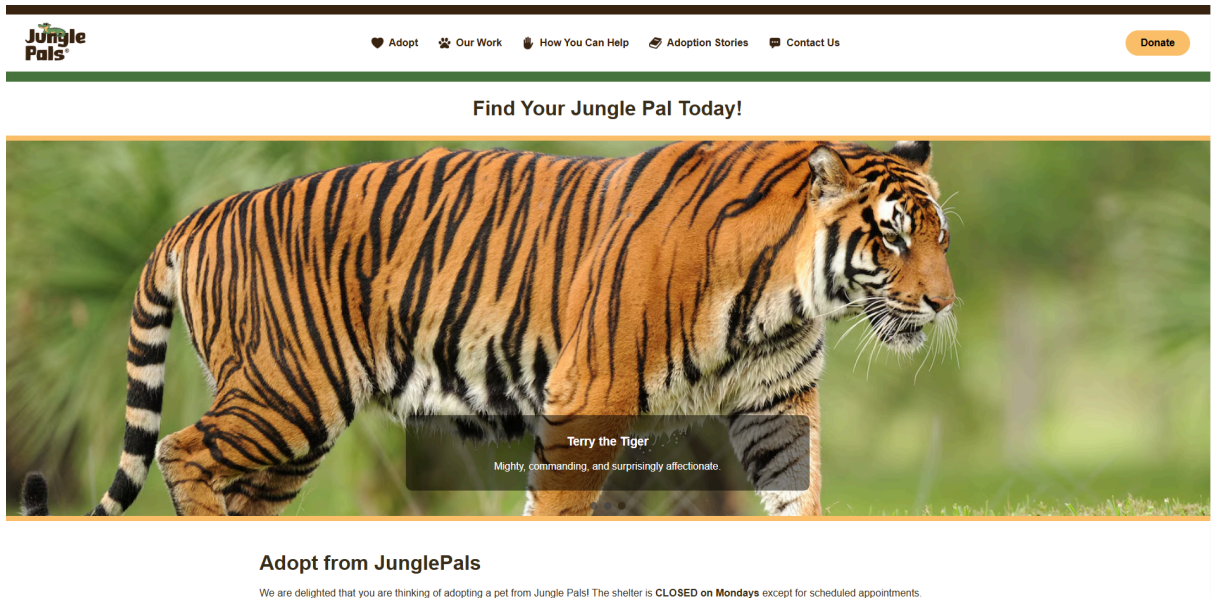 Jungle
Pals®
Adopt
Our Work
How You Can Help
Adoption Stories
Contact Us
Donate
Find Your Jungle Pal Today!
Terry the Tiger
Mighty, commanding, and surprisingly affectionate.
Adopt from JunglePals
We are delighted that you are thinking of adopting a pet from Jungle Pals! The shelter is CLOSED on Mondays except for scheduled appointments.